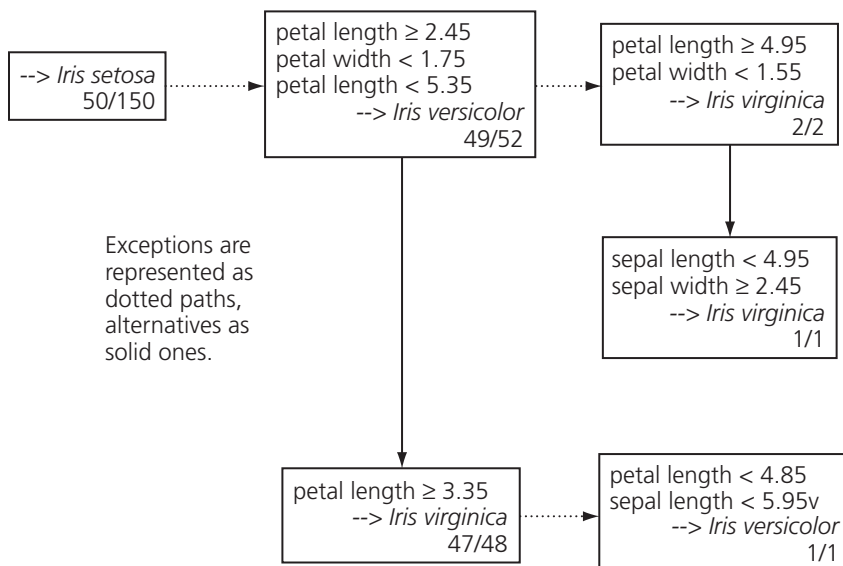 --> Iris setosa
50/150
petal length ≥ 2.45
petal width < 1.75
petal length < 5.35
--> Iris versicolor
49/52
petal length ≥ 4.95
petal width < 1.55
--> Iris virginica
2/2
Exceptions are
represented as
dotted paths,
alternatives as
solid ones.
sepal length < 4.95
sepal width ≥ 2.45
--> Iris virginica
1/1
petal length ≥ 3.35
--> Iris virginica
47/48
petal length < 4.85
sepal length < 5.95v
--> Iris versicolor
1/1